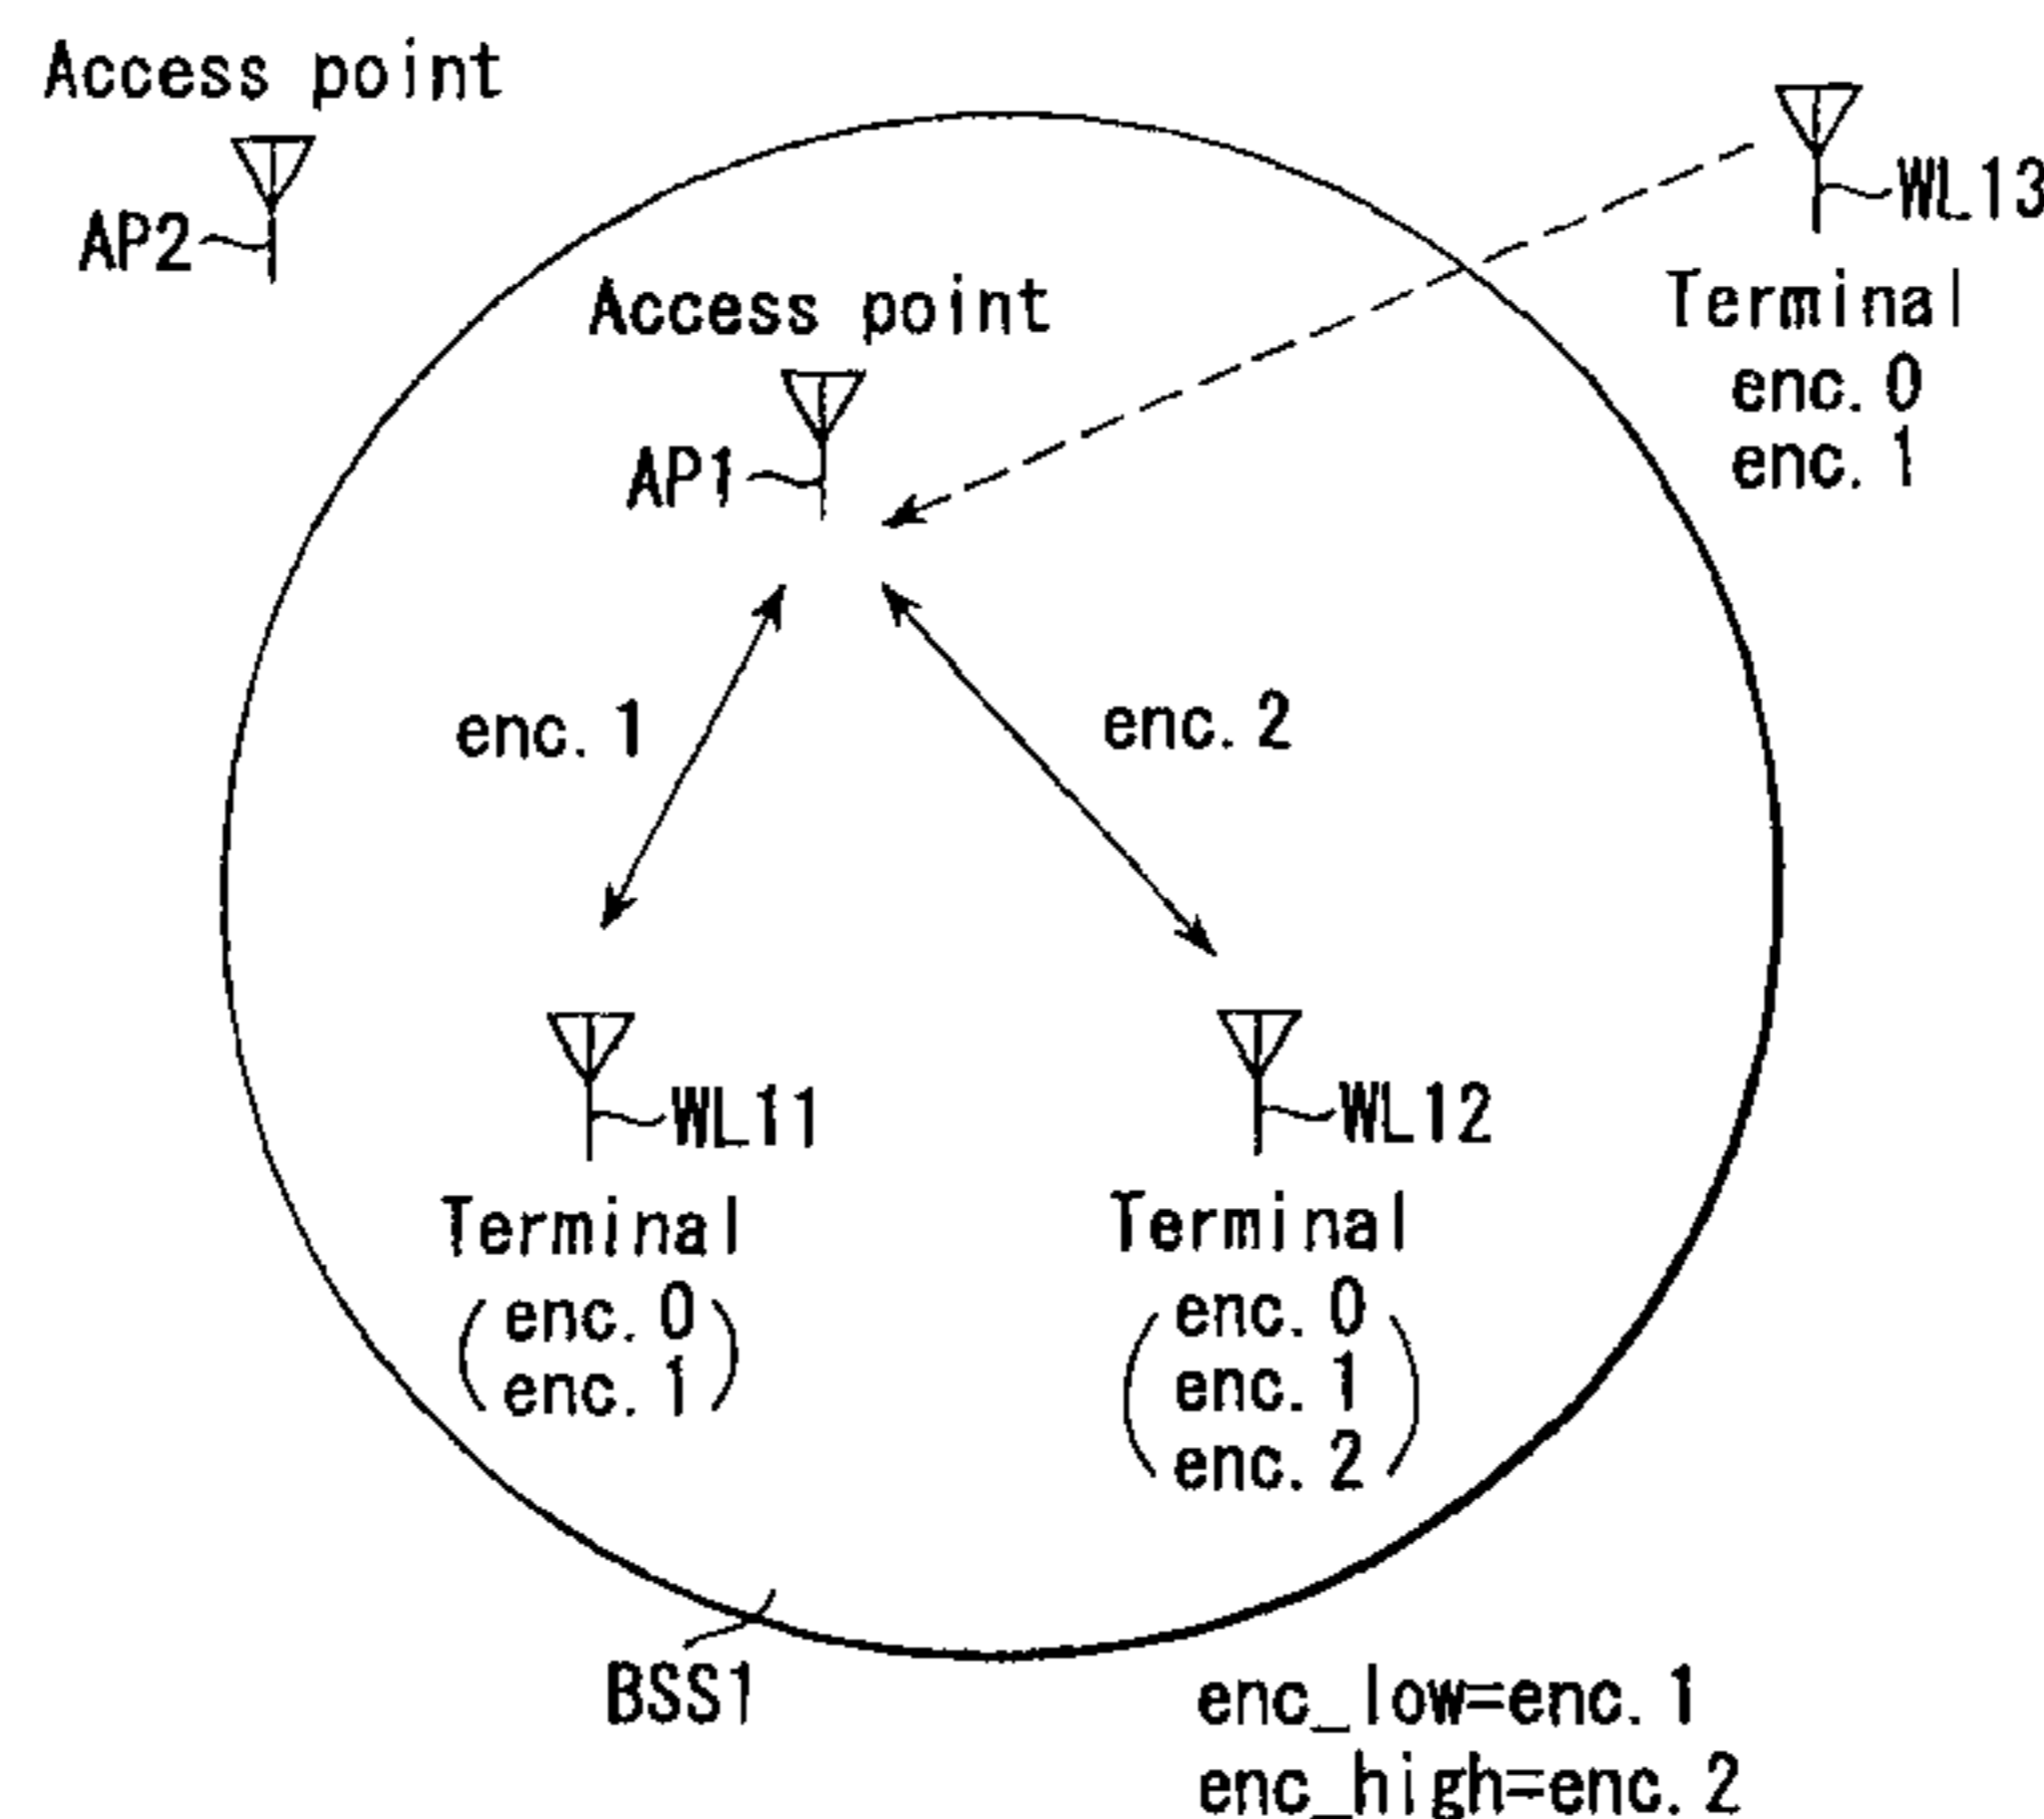 Access point
AP2
WL13
Terminal
enc. 0
enc. 1
Access point
AP1
enc. 1
enc. 2
WL11
Terminal
enc. 0
enc. 1
WL12
Terminal
enc. 0
enc. 1
enc. 2
BSS1
enc_low=enc. 1
enc_high=enc. 2